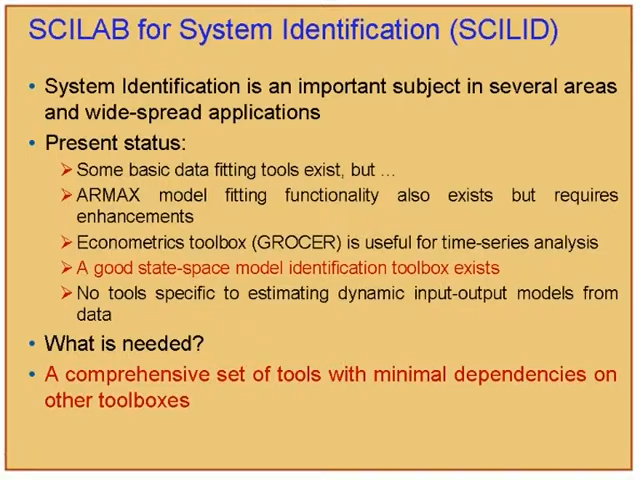 SCILAB for System Identification (SCILID)
• System Identification is an important subject in several areas
and wide-spread applications
• Present status:
➢ Some basic data fitting tools exist, but …
➢ ARMAX model fitting functionality also exists but requires
enhancements
➢ Econometrics toolbox (GROCER) is useful for time-series analysis
➢ A good state-space model identification toolbox exists
➢ No tools specific to estimating dynamic input-output models from
data
• What is needed?
• A comprehensive set of tools with minimal dependencies on
other toolboxes